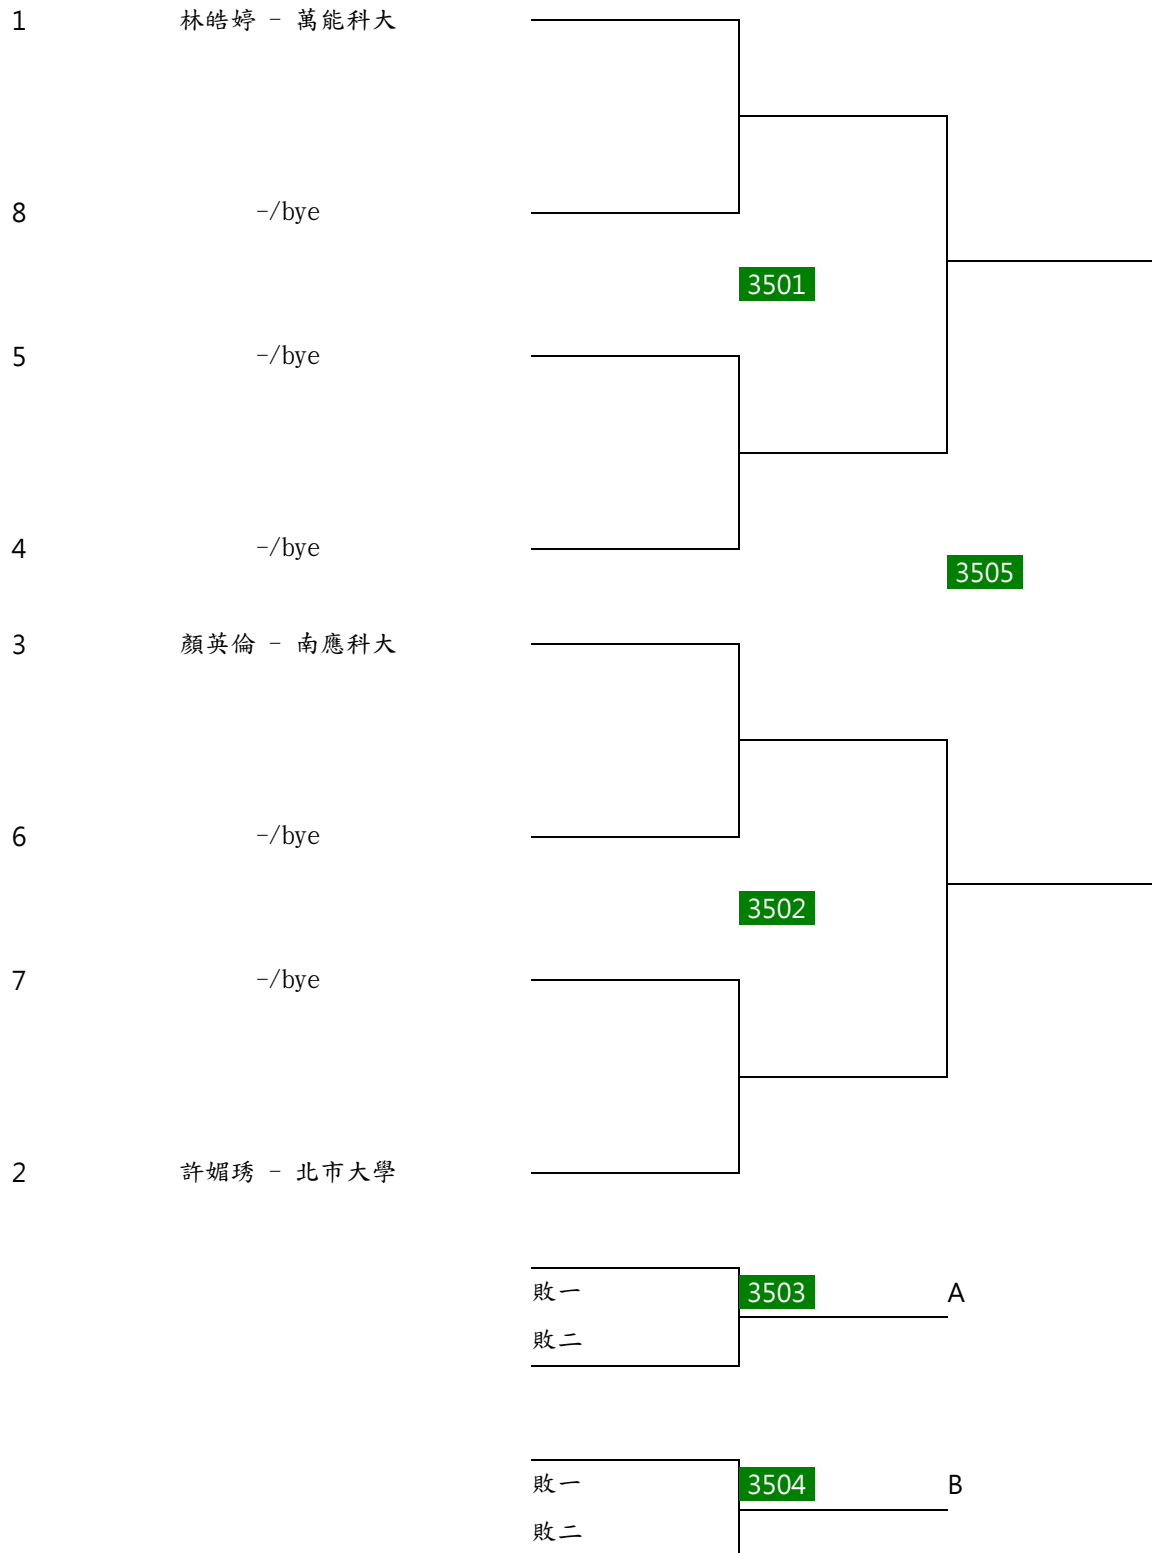 1 林皓婷 - 萬能科大
8 -/bye
3501
5 -/bye
4 -/bye
3505
3 顏英倫 - 南應科大
6 -/bye
3502
7 -/bye
2 許媚琇 - 北市大學
敗一 3503 A
敗二
敗一 3504 B
敗二